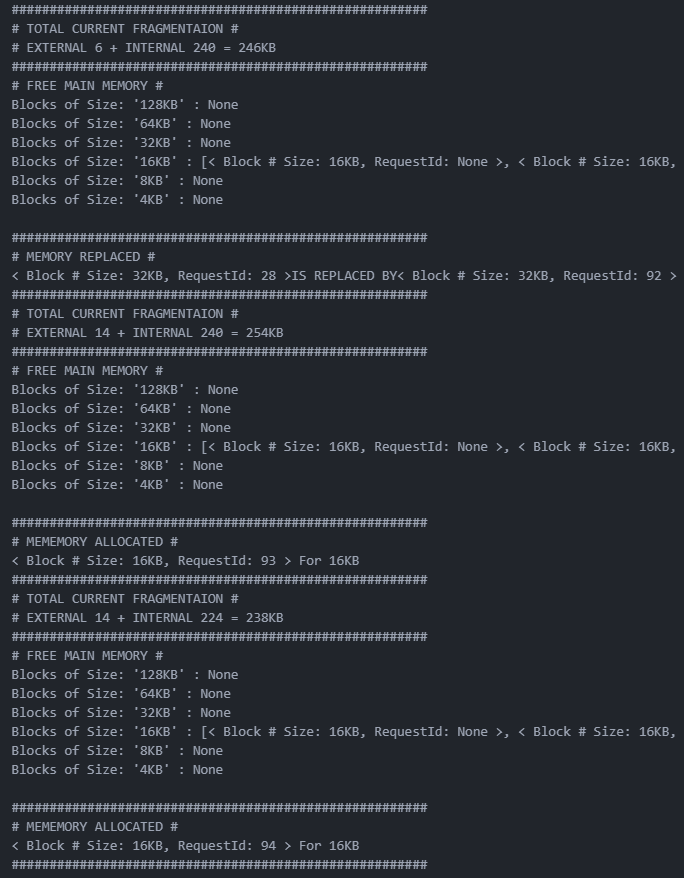 #######################################################
# TOTAL CURRENT FRAGMENTAION #
# EXTERNAL 6 + INTERNAL 240 = 246KB
#######################################################
# FREE MAIN MEMORY #
Blocks of Size: '128KB' : None
Blocks of Size: '64KB' : None
Blocks of Size: '32KB' : None
Blocks of Size: '16KB' : [< Block # Size: 16KB, RequestId: None >, < Block # Size: 16KB,
Blocks of Size: '8KB' : None
Blocks of Size: '4KB' : None

#######################################################
# MEMORY REPLACED #
< Block # Size: 32KB, RequestId: 28 >IS REPLACED BY< Block # Size: 32KB, RequestId: 92 >
#######################################################
# TOTAL CURRENT FRAGMENTAION #
# EXTERNAL 14 + INTERNAL 240 = 254KB
#######################################################
# FREE MAIN MEMORY #
Blocks of Size: '128KB' : None
Blocks of Size: '64KB' : None
Blocks of Size: '32KB' : None
Blocks of Size: '16KB' : [< Block # Size: 16KB, RequestId: None >, < Block # Size: 16KB,
Blocks of Size: '8KB' : None
Blocks of Size: '4KB' : None

#######################################################
# MEMEMORY ALLOCATED #
< Block # Size: 16KB, RequestId: 93 > For 16KB
#######################################################
# TOTAL CURRENT FRAGMENTAION #
# EXTERNAL 14 + INTERNAL 224 = 238KB
#######################################################
# FREE MAIN MEMORY #
Blocks of Size: '128KB' : None
Blocks of Size: '64KB' : None
Blocks of Size: '32KB' : None
Blocks of Size: '16KB' : [< Block # Size: 16KB, RequestId: None >, < Block # Size: 16KB,
Blocks of Size: '8KB' : None
Blocks of Size: '4KB' : None

#######################################################
# MEMEMORY ALLOCATED #
< Block # Size: 16KB, RequestId: 94 > For 16KB
#######################################################